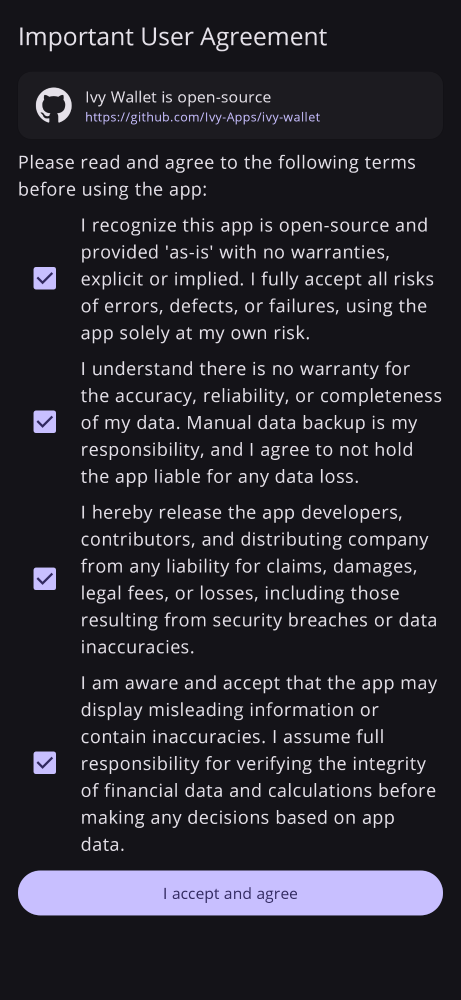 Important User Agreement
Ivy Wallet is open-source
https://github.com/Ivy-Apps/ivy-wallet
Please read and agree to the following terms
before using the app:
I recognize this app is open-source and
provided 'as-is' with no warranties,
explicit or implied. I fully accept all risks
of errors, defects, or failures, using the
app solely at my own risk.
I understand there is no warranty for
the accuracy, reliability, or completeness
of my data. Manual data backup is my
responsibility, and I agree to not hold
the app liable for any data loss.
I hereby release the app developers,
contributors, and distributing company
from any liability for claims, damages,
legal fees, or losses, including those
resulting from security breaches or data
inaccuracies.
I am aware and accept that the app may
display misleading information or
contain inaccuracies. I assume full
responsibility for verifying the integrity
of financial data and calculations before
making any decisions based on app
data.
I accept and agree